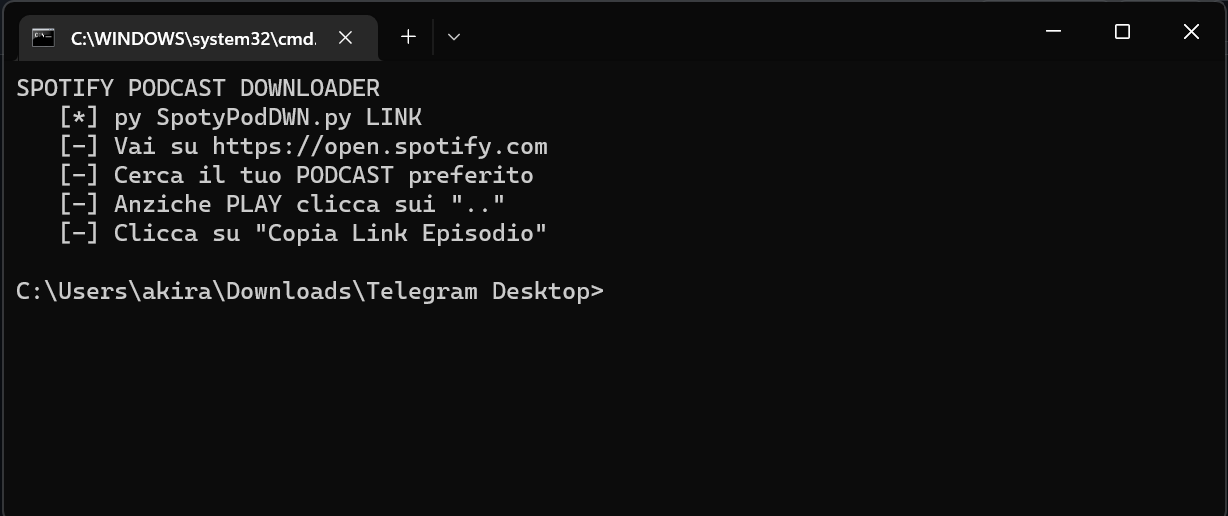 C:\WINDOWS\system32\cmd.
SPOTIFY PODCAST DOWNLOADER
[*] py SpotyPodDWN.py LINK
[-] Vai su https://open.spotify.com
[-] Cerca il tuo PODCAST preferito
[-] Anziche PLAY clicca sui ".."
[-] Clicca su "Copia Link Episodio"
C:\Users\akira\Downloads\Telegram Desktop>